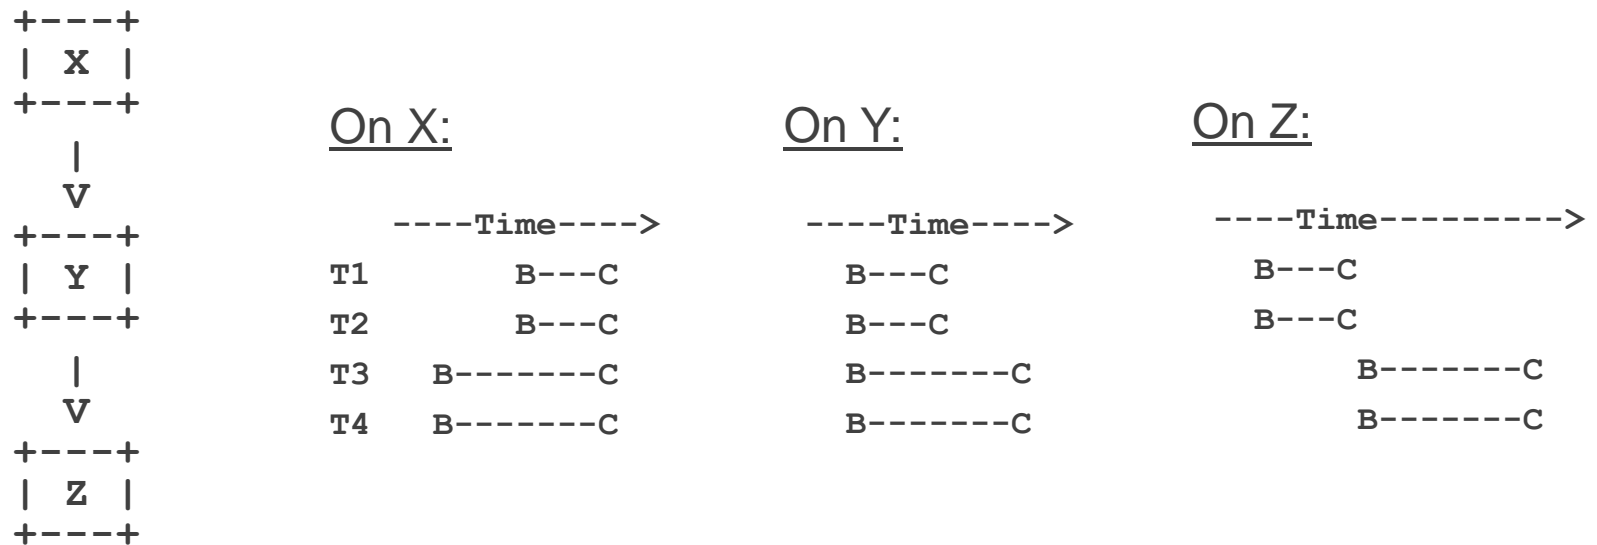 +----+
| X |
+----+
|
V
+----+
| Y |
+----+
|
V
+----+
| Z |
+----+
On X:
----Time---->
T1 B---C
T2 B---C
T3 B-------C
T4 B-------C
On Y:
----Time---->
B---C
B---C
B-------C
B-------C
On Z:
----Time--------->
B---C
B---C
B-------C
B-------C